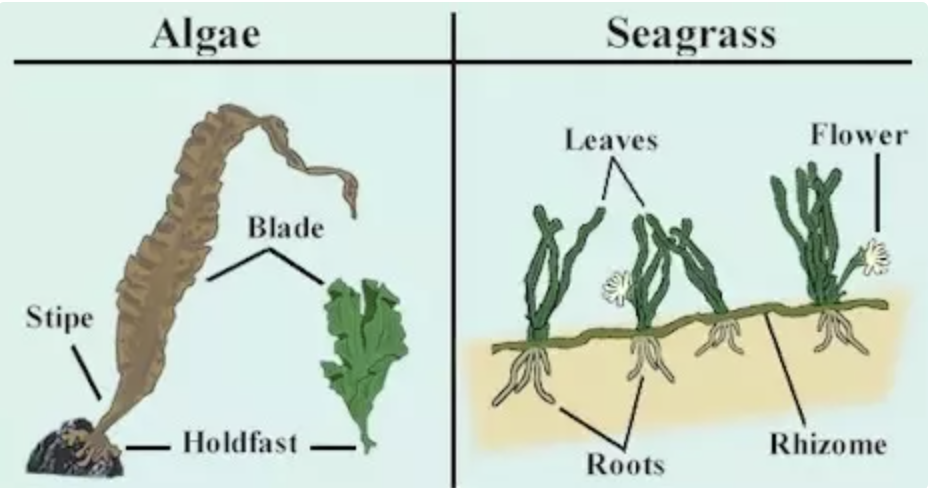 Algae
Blade
Stipe
Holdfast
Seagrass
Leaves
Flower
Roots
Rhizome